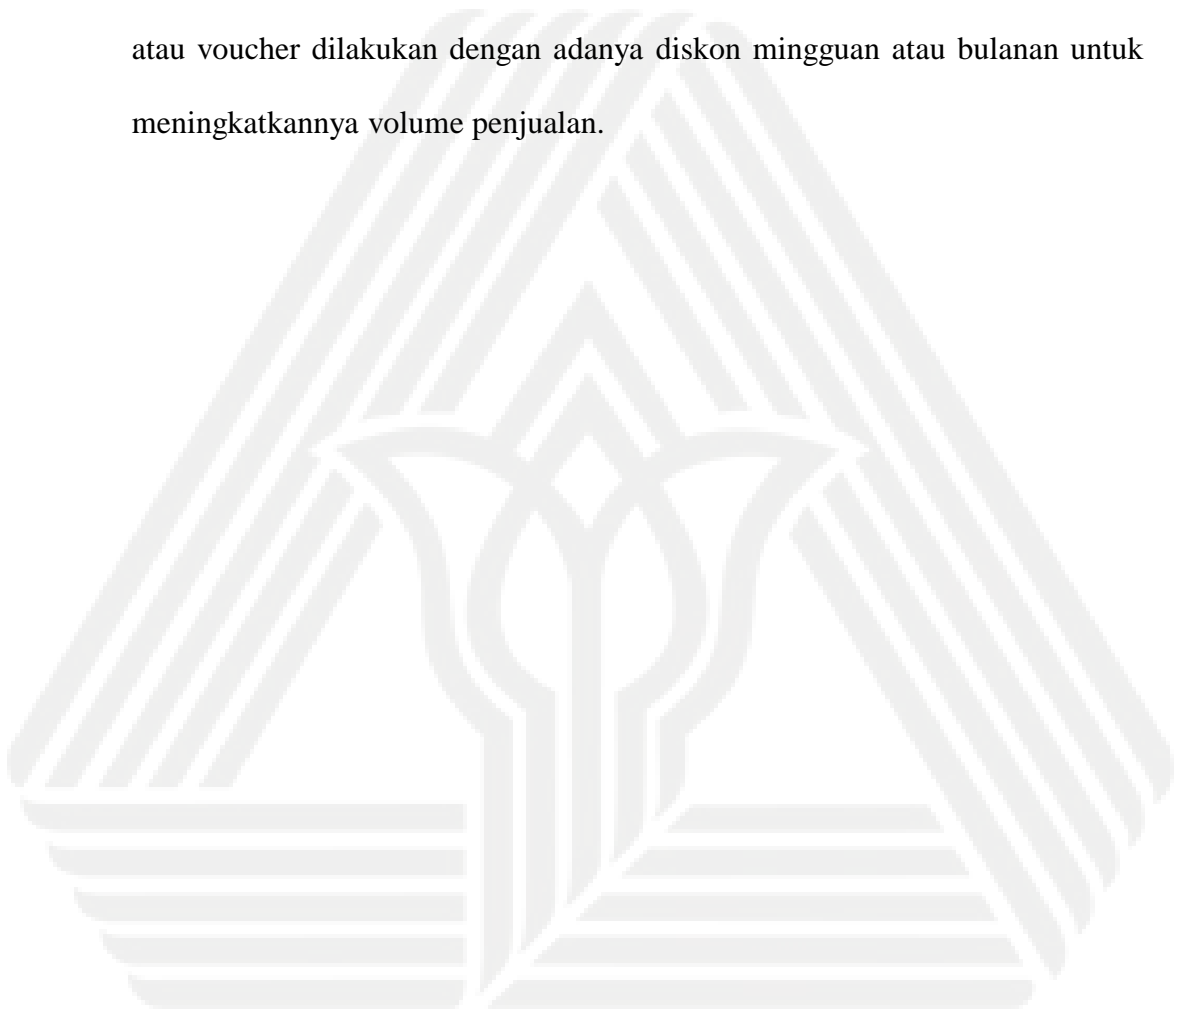 atau voucher dilakukan dengan adanya diskon mingguan atau bulanan untuk
meningkatkannya volume penjualan.